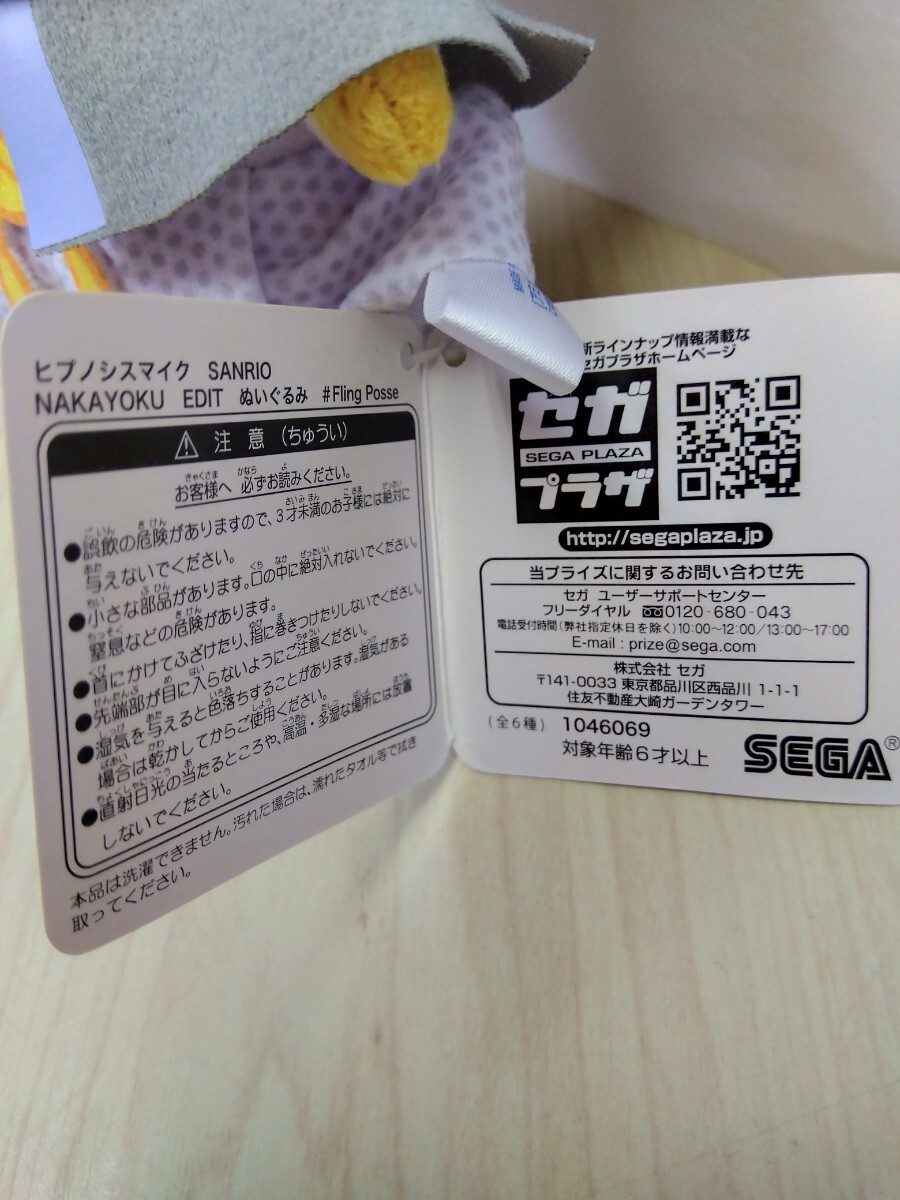 ヒプノシスマイク SANRIO
NAKAYOKU EDIT ぬいぐるみ #Fling Posse
注意(ちゅうい)
お客様へ 必ずお読みください。
●誤飲の危険がありますので、3才未満のお子様には絶対に
与えないでください。
●小さな部品があります。口の中に絶対入れないでください。
窒息などの危険があります。
●首にかけてふざけたり、指に巻きつけたりしないでください。
●先端部が目に入らないようにご注意ください。
●湿気を与えると色落ちすることがあります。湿気がある
場合は乾かしてからご使用ください。
●直射日光の当たるところや、高温・多湿な場所には放置
しないでください。
本品は洗濯できません。汚れた場合は、濡れたタオル等で拭き
取ってください。
新ラインナップ情報満載な
セガプラザホームページ
セガ
SEGA PLAZA
プラザ
http://segaplaza.jp
当プライズに関するお問い合わせ先
セガ ユーザーサポートセンター
フリーダイヤル 0120-680-043
電話受付時間(弊社指定休日を除く)10:00~12:00/13:00~17:00
E-mail : prize@sega.com
株式会社 セガ
〒141-0033 東京都品川区西品川 1-1-1
住友不動産大崎ガーデンタワー
(全6種) 1046069
対象年齢6才以上
SEGA®